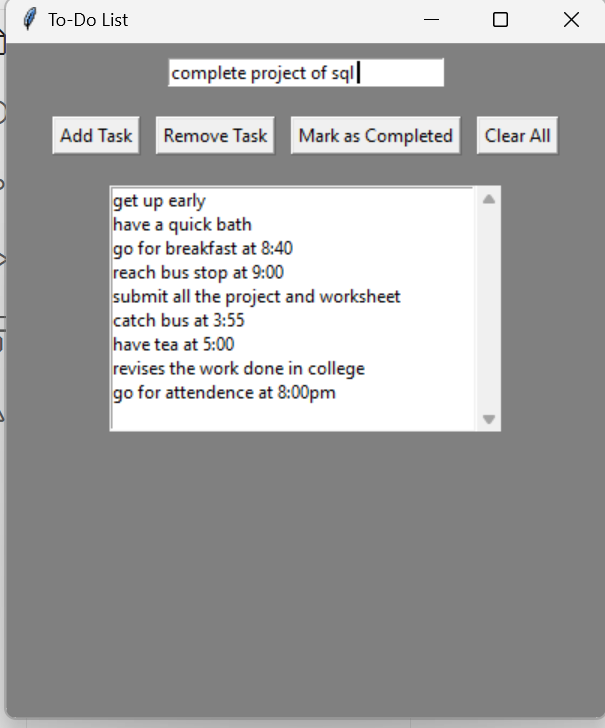 To-Do List
complete project of sql
Add Task Remove Task Mark as Completed Clear All
get up early
have a quick bath
go for breakfast at 8:40
reach bus stop at 9:00
submit all the project and worksheet
catch bus at 3:55
have tea at 5:00
revises the work done in college
go for attendence at 8:00pm